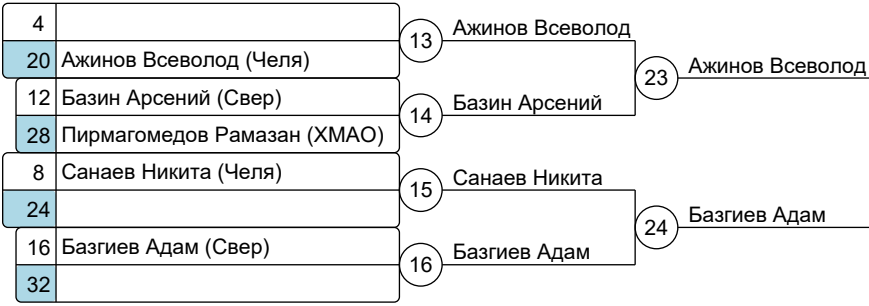 4
20 Ажинов Всеволод (Челя)
12 Базин Арсений (Свер)
28 Пирмагомедов Рамазан (ХМАО)
8 Санаев Никита (Челя)
24
16 Базгиев Адам (Свер)
32
13 Ажинов Всеволод
14 Базин Арсений
15 Санаев Никита
16 Базгиев Адам
23 Ажинов Всеволод
24 Базгиев Адам